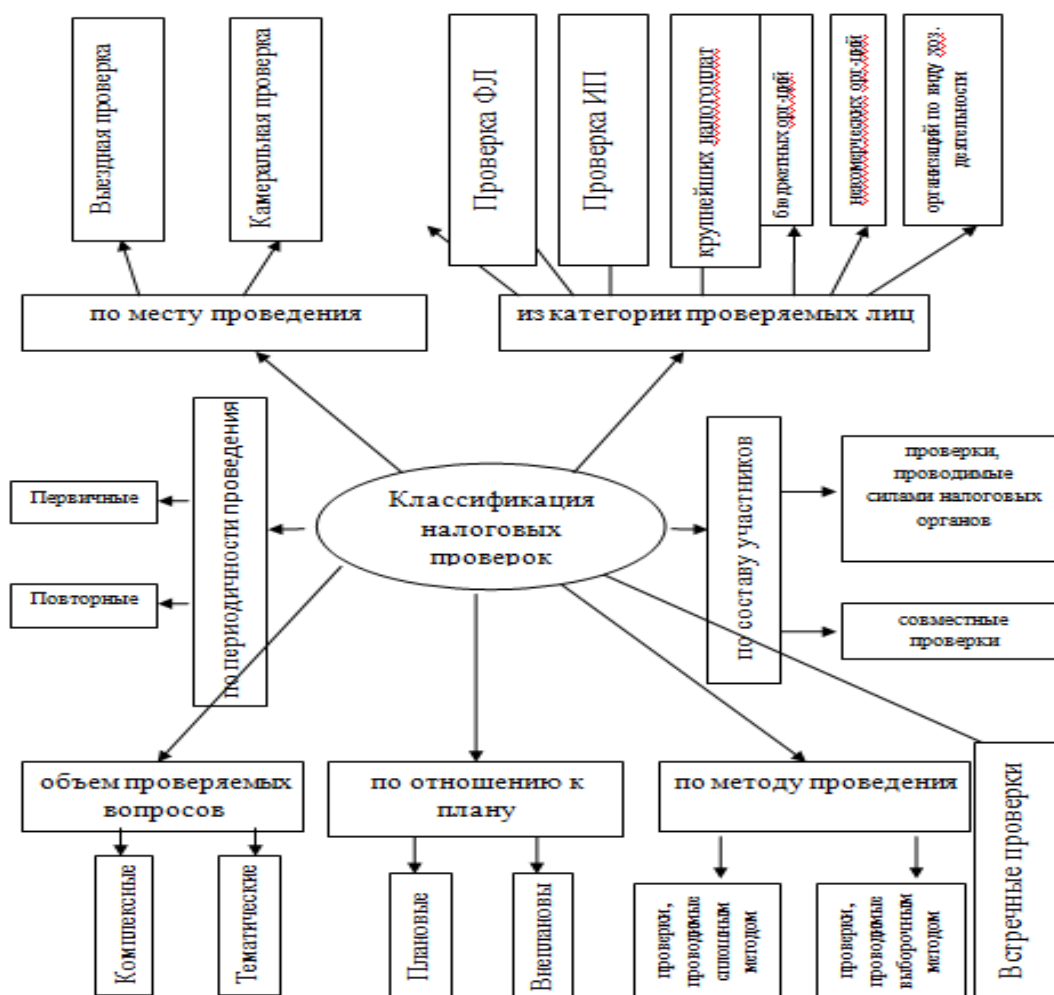 Выездная проверка
Камеральная проверка
Проверка ФЛ
Проверка ИП
крупнейших налогоплат
бюджетных орг-ций
некомерческих орг-ций
организаций по виду хоз.
деятельности
по месту проведения
из категории проверяемых лиц
по периодичности проведения
Первичные
Повторные
Классификация
налоговых
проверок
по составу участников
проверки,
проводимые
силами налоговых
органов
совместные
проверки
объем проверяемых
вопросов
Комплексные
Тематические
по отношению к
плану
Плановые
Внеплановы
по методу проведения
проверки,
проводимые
сплошным
методом
проверки,
проводимые
выборочным
методом
Встречные проверки